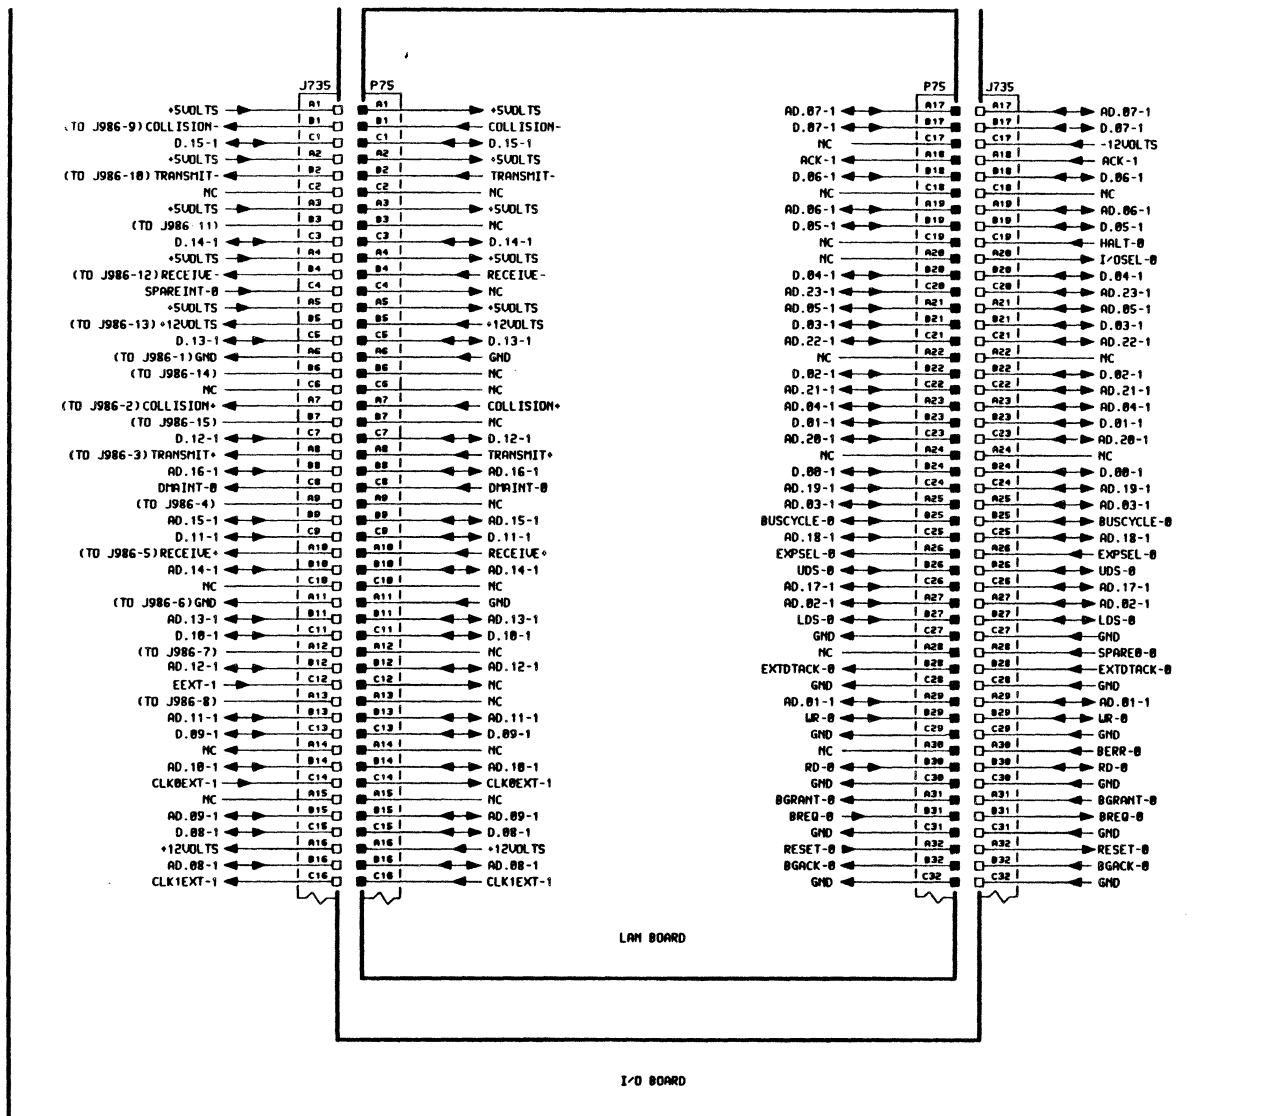 J735 P75 P75 J735
+5VOLTS A1 A1 +5VOLTS AD.07-1 A17 A17 AD.07-1
(TO J986-9)COLLISION- B1 B1 COLLISION- D.07-1 B17 B17 D.07-1
D.15-1 C1 C1 D.15-1 NC C17 C17 -12VOLTS
+5VOLTS A2 A2 +5VOLTS ACK-1 A18 A18 ACK-1
(TO J986-10)TRANSMIT- B2 B2 TRANSMIT- D.06-1 B18 B18 D.06-1
NC C2 C2 NC NC C18 C18 NC
+5VOLTS A3 A3 +5VOLTS AD.06-1 A19 A19 AD.06-1
(TO J986 11) B3 B3 NC D.05-1 B19 B19 D.05-1
D.14-1 C3 C3 D.14-1 NC C19 C19 HALT-0
+5VOLTS A4 A4 +5VOLTS NC A20 A20 I/OSEL-0
(TO J986-12)RECEIVE- B4 B4 RECEIVE- D.04-1 B20 B20 D.04-1
SPAREINT-0 C4 C4 NC AD.23-1 C20 C20 AD.23-1
+5VOLTS A5 A5 +5VOLTS AD.05-1 A21 A21 AD.05-1
(TO J986-13)+12VOLTS B5 B5 +12VOLTS D.03-1 B21 B21 D.03-1
D.13-1 C5 C5 D.13-1 AD.22-1 C21 C21 AD.22-1
(TO J986-1)GND A6 A6 GND NC A22 A22 NC
(TO J986-14) B6 B6 NC D.02-1 B22 B22 D.02-1
NC C6 C6 NC AD.21-1 C22 C22 AD.21-1
(TO J986-2)COLLISION+ A7 A7 COLLISION+ AD.04-1 A23 A23 AD.04-1
(TO J986-15) B7 B7 NC D.01-1 B23 B23 D.01-1
D.12-1 C7 C7 D.12-1 AD.20-1 C23 C23 AD.20-1
(TO J986-3)TRANSMIT+ A8 A8 TRANSMIT+ NC A24 A24 NC
AD.16-1 B8 B8 AD.16-1 D.00-1 B24 B24 D.00-1
DMAINT-0 C8 C8 DMAINT-0 AD.19-1 C24 C24 AD.19-1
(TO J986-4) A9 A9 NC AD.03-1 A25 A25 AD.03-1
AD.15-1 B9 B9 AD.15-1 BUSCYCLE-0 B25 B25 BUSCYCLE-0
D.11-1 C9 C9 D.11-1 AD.18-1 C25 C25 AD.18-1
(TO J986-5)RECEIVE+ A10 A10 RECEIVE+ EXPSEL-0 A26 A26 EXPSEL-0
AD.14-1 B10 B10 AD.14-1 UDS-0 B26 B26 UDS-0
NC C10 C10 NC AD.17-1 C26 C26 AD.17-1
(TO J986-6)GND A11 A11 GND AD.02-1 A27 A27 AD.02-1
AD.13-1 B11 B11 AD.13-1 LDS-0 B27 B27 LDS-0
D.10-1 C11 C11 D.10-1 GND C27 C27 GND
(TO J986-7) A12 A12 NC NC A28 A28 SPARE0-0
AD.12-1 B12 B12 AD.12-1 EXTDTACK-0 B28 B28 EXTDTACK-0
EEXT-1 C12 C12 NC GND C28 C28 GND
(TO J986-8) A13 A13 NC AD.01-1 A29 A29 AD.01-1
AD.11-1 B13 B13 AD.11-1 WR-0 B29 B29 WR-0
D.09-1 C13 C13 D.09-1 GND C29 C29 GND
NC A14 A14 NC NC A30 A30 BERR-0
AD.10-1 B14 B14 AD.10-1 RD-0 B30 B30 RD-0
CLK0EXT-1 C14 C14 CLK0EXT-1 GND C30 C30 GND
NC A15 A15 NC BGRANT-0 A31 A31 BGRANT-0
AD.09-1 B15 B15 AD.09-1 BREQ-0 B31 B31 BREQ-0
D.08-1 C15 C15 D.08-1 GND C31 C31 GND
+12VOLTS A16 A16 +12VOLTS RESET-0 A32 A32 RESET-0
AD.08-1 B16 B16 AD.08-1 BGACK-0 B32 B32 BGACK-0
CLK1EXT-1 C16 C16 CLK1EXT-1 GND C32 C32 GND
LAN BOARD
I/O BOARD